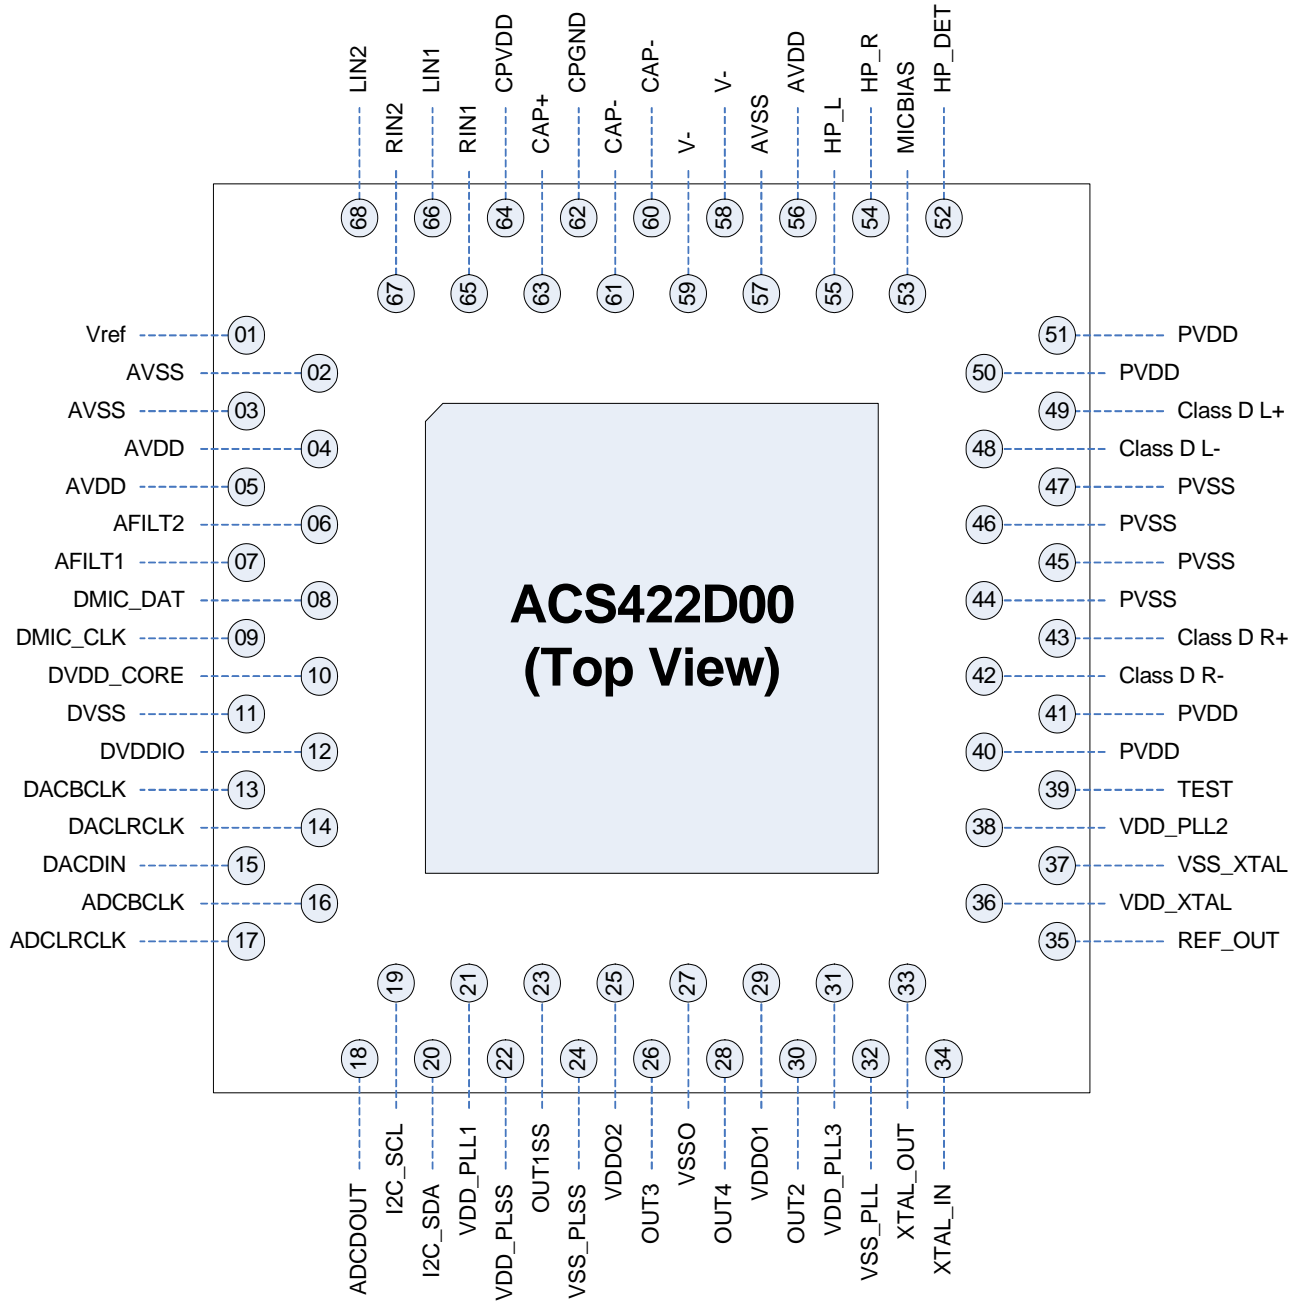 LIN2
RIN2
LIN1
RIN1
CPVDD
CAP+
CPGND
CAP-
CAP-
V-
V-
AVSS
AVDD
HP_L
HP_R
MICBIAS
HP_DET
68
67
66
65
64
63
62
61
60
59
58
57
56
55
54
53
52
Vref 01
AVSS 02
AVSS 03
AVDD 04
AVDD 05
AFILT2 06
AFILT1 07
DMIC_DAT 08
DMIC_CLK 09
DVDD_CORE 10
DVSS 11
DVDDIO 12
DACBCLK 13
DACLRCLK 14
DACDIN 15
ADCBCLK 16
ADCLRCLK 17
ACS422D00
(Top View)
51 PVDD
50 PVDD
49 Class D L+
48 Class D L-
47 PVSS
46 PVSS
45 PVSS
44 PVSS
43 Class D R+
42 Class D R-
41 PVDD
40 PVDD
39 TEST
38 VDD_PLL2
37 VSS_XTAL
36 VDD_XTAL
35 REF_OUT
18
19
20
21
22
23
24
25
26
27
28
29
30
31
32
33
34
ADCDOUT
I2C_SCL
I2C_SDA
VDD_PLL1
VDD_PLSS
OUT1SS
VSS_PLSS
VDDO2
OUT3
VSSO
OUT4
VDDO1
OUT2
VDD_PLL3
VSS_PLL
XTAL_OUT
XTAL_IN